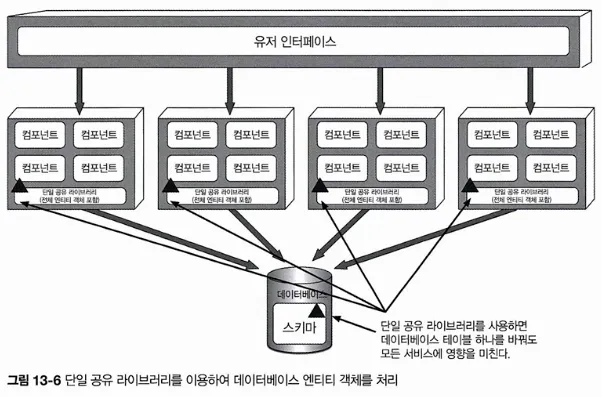 유저 인터페이스
컴포넌트 컴포넌트
컴포넌트 컴포넌트
단일 공유 라이브러리
(전체 엔티티 객체 포함)
컴포넌트 컴포넌트
컴포넌트 컴포넌트
단일 공유 라이브러리
(전체 엔티티 객체 포함)
컴포넌트 컴포넌트
컴포넌트 컴포넌트
단일 공유 라이브러리
(전체 엔티티 객체 포함)
컴포넌트 컴포넌트
컴포넌트 컴포넌트
단일 공유 라이브러리
(전체 엔티티 객체 포함)
데이터베이스
스키마
단일 공유 라이브러리를 사용하면
데이터베이스 테이블 하나를 바꿔도
모든 서비스에 영향을 미친다.
그림 13-6 단일 공유 라이브러리를 이용하여 데이터베이스 엔티티 객체를 처리